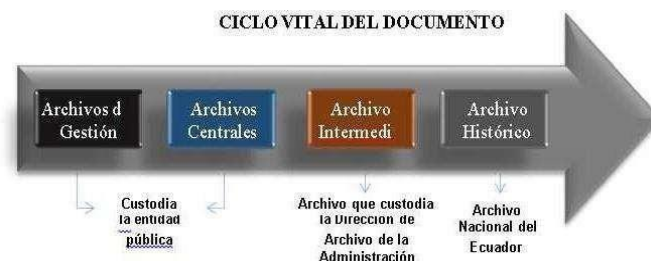 CICLO VITAL DEL DOCUMENTO
Archivos d
Gestión
Archivos
Centrales
Archivo
Intermedi
Archivo
Histórico
Custodia
la entidad
pública
Archivo que custodia
la Dirección de
Archivo de la
Administración
Archivo
Nacional del
Ecuador